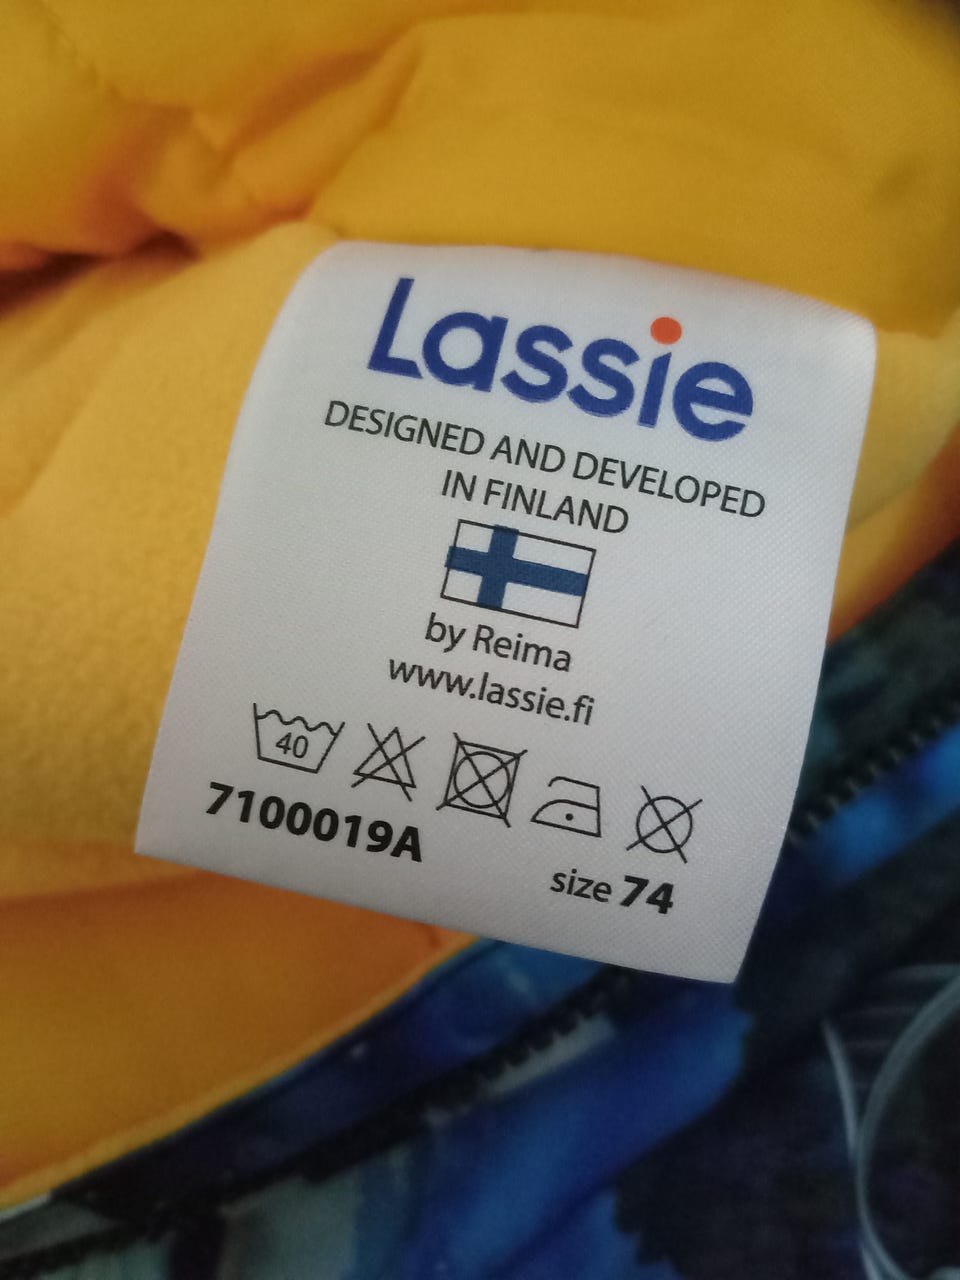 Lassie
DESIGNED AND DEVELOPED
IN FINLAND
by Reima
www.lassie.fi
40
7100019A
size 74